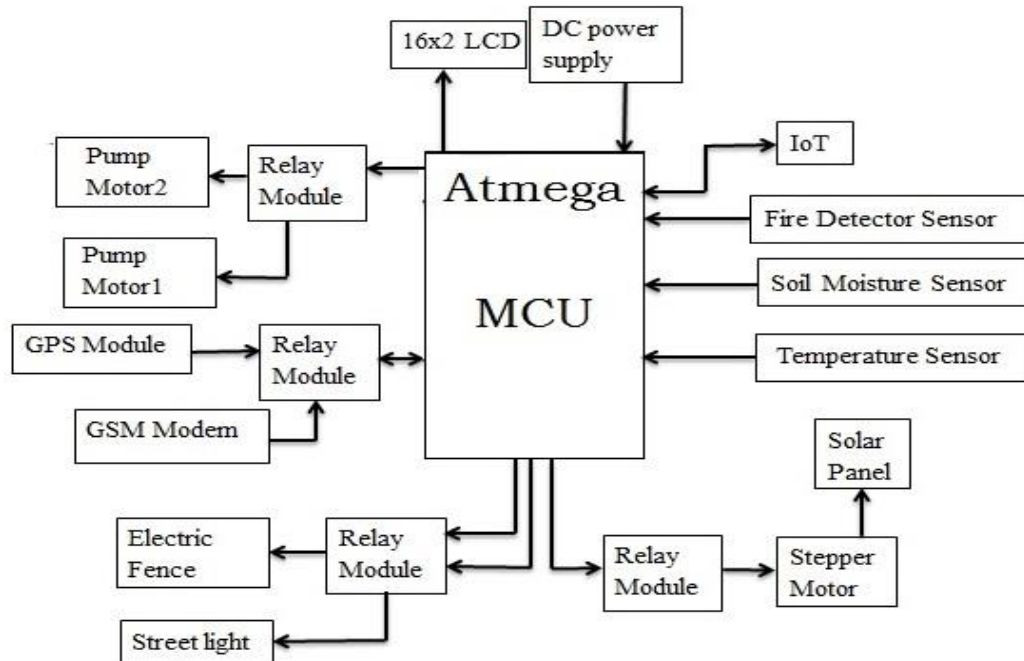 16x2 LCD
DC power
supply
IoT
Pump
Motor2
Relay
Module
Atmega
MCU
Fire Detector Sensor
Pump
Motor1
Soil Moisture Sensor
GPS Module
Relay
Module
Temperature Sensor
GSM Modem
Solar
Panel
Electric
Fence
Relay
Module
Relay
Module
Stepper
Motor
Street light